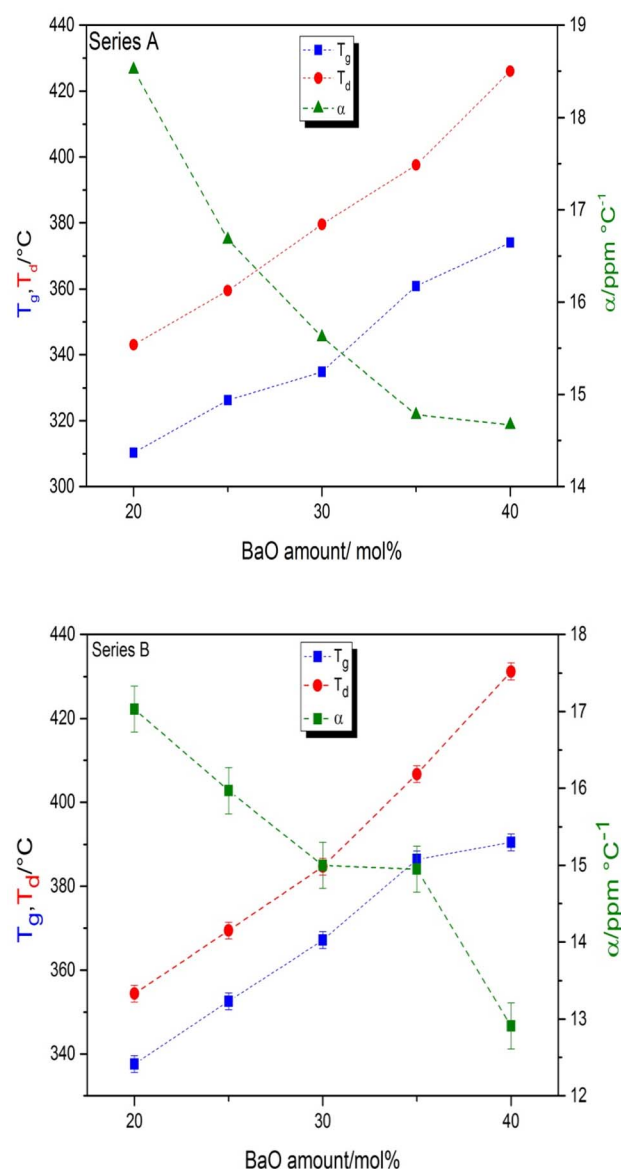 Series A
Tg
Td
α
440
420
400
380
360
340
320
300
19
18
17
16
15
14
20
30
40
Tg,Td/°C
α/ppm °C-1
BaO amount/ mol%
Series B
Tg
Td
α
440
420
400
380
360
340
18
17
16
15
14
13
12
20
30
40
Tg,Td/°C
α/ppm °C-1
BaO amount/mol%